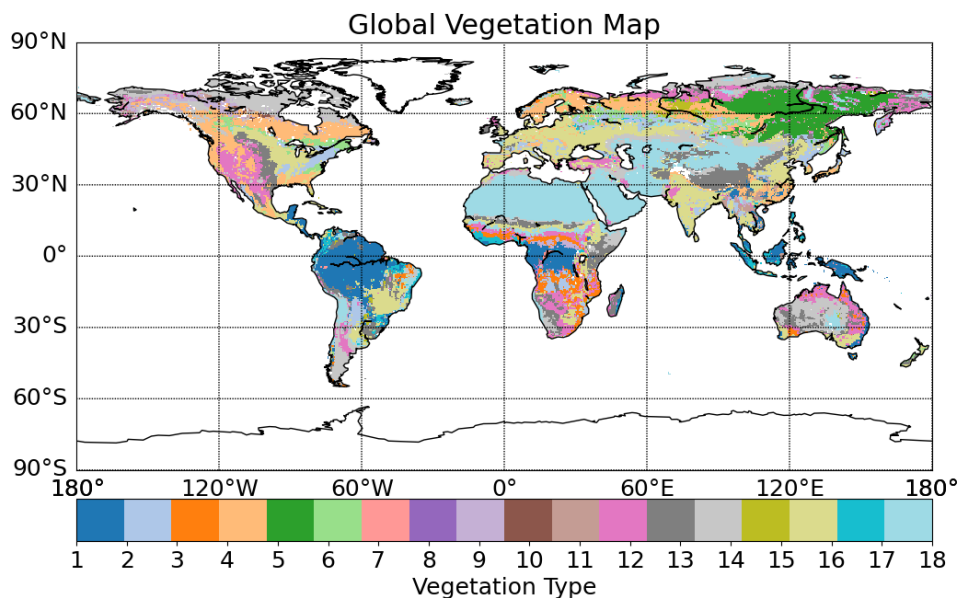 Global Vegetation Map
90°N
60°N
30°N
0°
30°S
60°S
90°S
180° 120°W 60°W 0° 60°E 120°E 180°
1 2 3 4 5 6 7 8 9 10 11 12 13 14 15 16 17 18
Vegetation Type